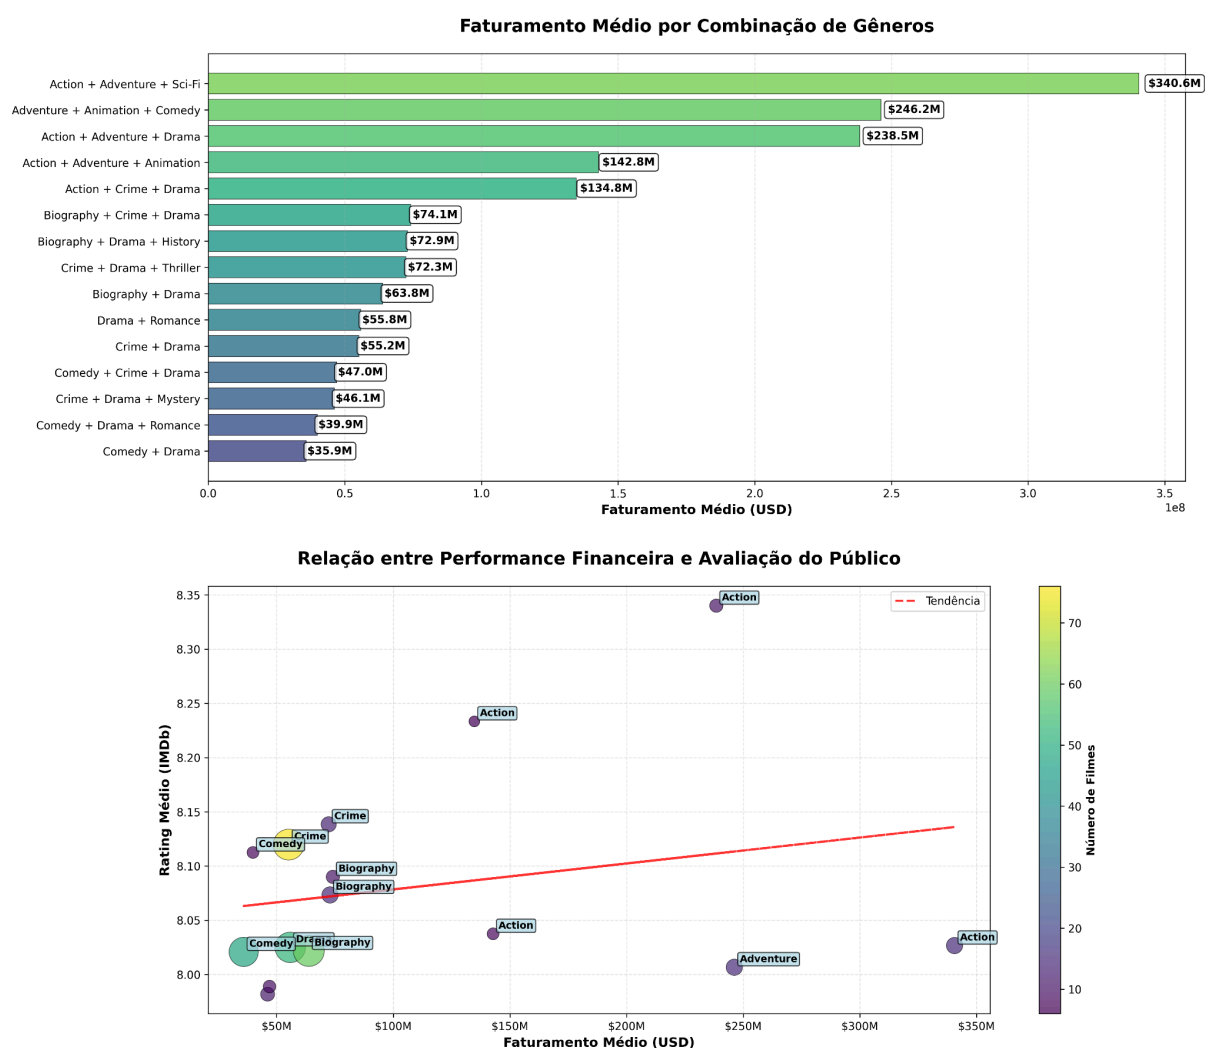 Faturamento Médio por Combinação de Gêneros
Action + Adventure + Sci-Fi
$340.6M
Adventure + Animation + Comedy
$246.2M
Action + Adventure + Drama
$238.5M
Action + Adventure + Animation
$142.8M
Action + Crime + Drama
$134.8M
Biography + Crime + Drama
$74.1M
Biography + Drama + History
$72.9M
Crime + Drama + Thriller
$72.3M
Biography + Drama
$63.8M
Drama + Romance
$55.8M
Crime + Drama
$55.2M
Comedy + Crime + Drama
$47.0M
Crime + Drama + Mystery
$46.1M
Comedy + Drama + Romance
$39.9M
Comedy + Drama
$35.9M
0.0 0.5 1.0 1.5 2.0 2.5 3.0 3.5
1e8
Faturamento Médio (USD)
Relação entre Performance Financeira e Avaliação do Público
Rating Médio (IMDb)
8.35
8.30
8.25
8.20
8.15
8.10
8.05
8.00
Tendência
Action
Action
Crime
Crime
Comedy
Biography
Biography
Action
Comedy
Biography
Action
Adventure
$50M $100M $150M $200M $250M $300M $350M
Faturamento Médio (USD)
70
60
50
40
30
20
10
Número de Filmes